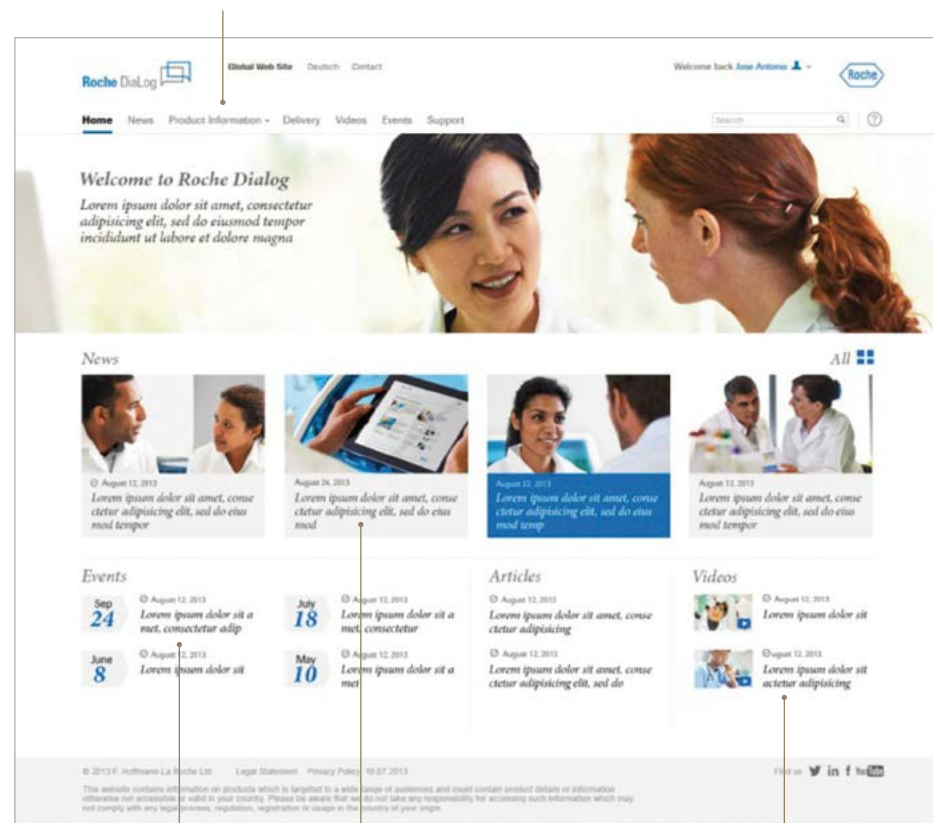 Roche DiaLog
Global Web Site Deutsch Contact
Welcome back Jose Antonio
Roche
Home News Product Information Delivery Videos Events Support
Search
?
Welcome to Roche Dialog
Lorem ipsum dolor sit amet, consectetur
adipisicing elit, sed do eiusmod tempor
incididunt ut labore et dolore magna
News
All
August 12, 2013
Lorem ipsum dolor sit amet, conse
ctetur adipisicing elit, sed do eius
mod tempor
August 24, 2013
Lorem ipsum dolor sit amet, conse
ctetur adipisicing elit, sed do eius
mod
August 22, 2013
Lorem ipsum dolor sit amet, conse
ctetur adipisicing elit, sed do eius
mod temp
August 12, 2013
Lorem ipsum dolor sit amet, conse
ctetur adipisicing elit, sed do eius
mod tempor
Events
Sep
24
August 12, 2013
Lorem ipsum dolor sit a
met, consectetur adip
July
18
August 12, 2013
Lorem ipsum dolor sit a
met, consectetur
June
8
August 12, 2013
Lorem ipsum dolor sit
May
10
August 12, 2013
Lorem ipsum dolor sit a
met
Articles
August 12, 2013
Lorem ipsum dolor sit amet, conse
ctetur adipisicing
August 12, 2013
Lorem ipsum dolor sit amet, conse
ctetur adipisicing elit, sed do
Videos
August 12, 2013
Lorem ipsum dolor sit
ugust 12, 2013
Lorem ipsum dolor sit
actetur adipisicing
© 2013 F. Hoffmann-La Roche Ltd Legal Statement Privacy Policy 16.07.2013
Find us in f YouTube
This website contains information on products which is targeted to a wide range of audiences and could contain product details or information
otherwise not accessible or valid in your country. Please be aware that we do not take any responsibility for accessing such information which may
not comply with any legal process, regulation, registration or usage in the country of your origin.